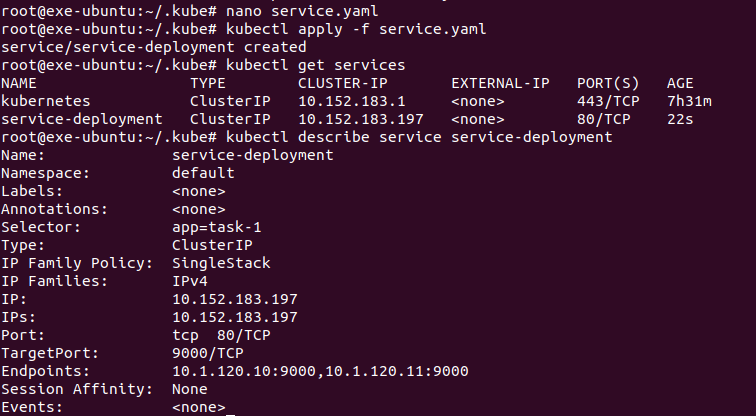 root@exe-ubuntu:~/.kube# nano service.yaml
root@exe-ubuntu:~/.kube# kubectl apply -f service.yaml
service/service-deployment created
root@exe-ubuntu:~/.kube# kubectl get services
NAME                 TYPE        CLUSTER-IP       EXTERNAL-IP   PORT(S)   AGE
kubernetes           ClusterIP   10.152.183.1     <none>        443/TCP   7h31m
service-deployment   ClusterIP   10.152.183.197   <none>        80/TCP    22s
root@exe-ubuntu:~/.kube# kubectl describe service service-deployment
Name:              service-deployment
Namespace:         default
Labels:            <none>
Annotations:       <none>
Selector:          app=task-1
Type:              ClusterIP
IP Family Policy:  SingleStack
IP Families:       IPv4
IP:                10.152.183.197
IPs:               10.152.183.197
Port:              tcp  80/TCP
TargetPort:        9000/TCP
Endpoints:         10.1.120.10:9000,10.1.120.11:9000
Session Affinity:  None
Events:            <none>